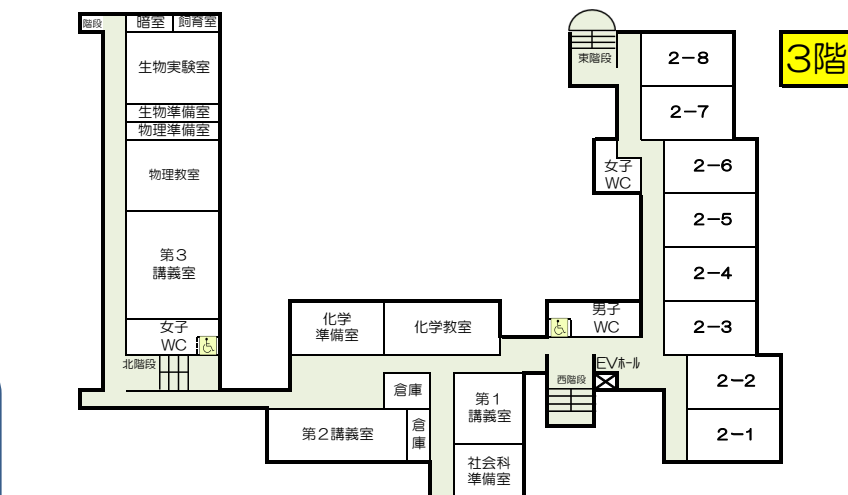 3階
階段
暗室
飼育室
生物実験室
生物準備室
物理準備室
物理教室
第3
講義室
女子
WC
北階段
化学
準備室
化学教室
倉庫
第2講義室
倉
庫
第1
講義室
社会科
準備室
東階段
女子
WC
男子
WC
EVホール
西階段
2-8
2-7
2-6
2-5
2-4
2-3
2-2
2-1